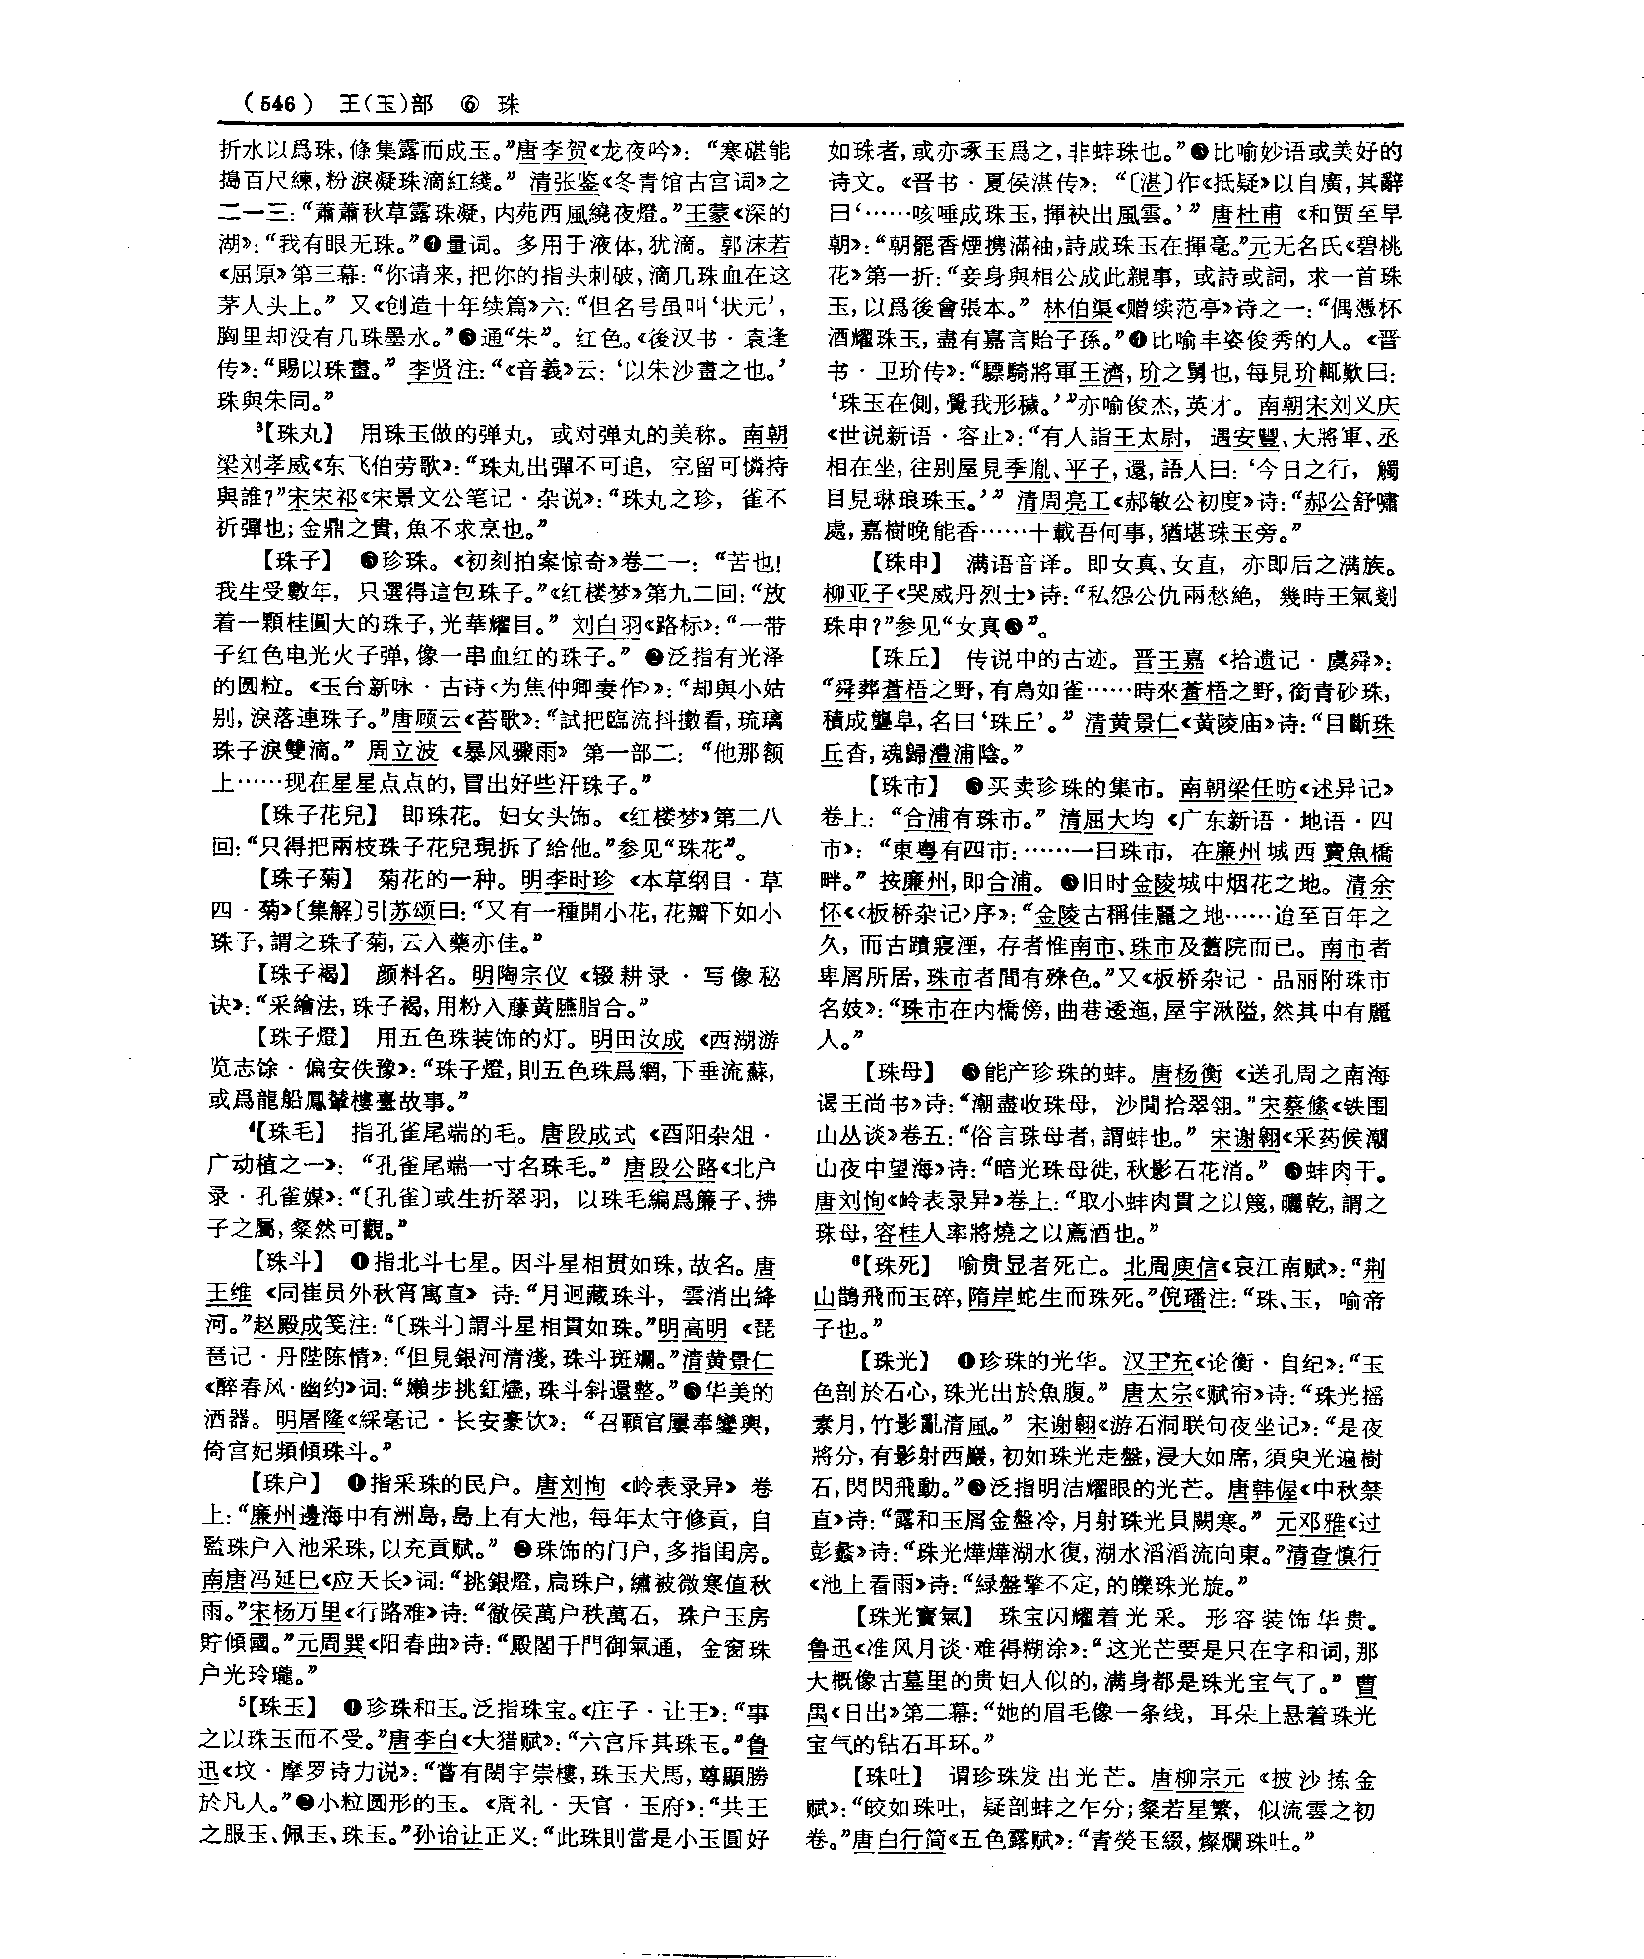 (546) 王(玉)部 ⑥ 珠
折水以爲珠,條集露而成玉。”唐李贺《龙夜吟》：“寒碪能
搗百尺練,粉淚凝珠滴紅綫。”清张鉴《冬青馆古宫词》之
二一三：“蕭蕭秋草露珠凝,内苑西風繞夜燈。”王蒙《深的
湖》：“我有眼无珠。”❹量词。多用于液体,犹滴。郭沫若
《屈原》第三幕：“你请来,把你的指头刺破,滴几珠血在这
茅人头上。”又《创造十年续篇》六：“但名号虽叫‘状元’,
胸里却没有几珠墨水。”❺通“朱”。红色。《後汉书·袁逢
传》：“賜以珠畫。”李贤注：“《音義》云：‘以朱沙畫之也。’
珠與朱同。”
³【珠丸】 用珠玉做的弹丸，或对弹丸的美称。南朝
梁刘孝威《东飞伯劳歌》：“珠丸出彈不可追，空留可憐持
與誰?”宋宋祁《宋景文公笔记·杂说》：“珠丸之珍，雀不
祈彈也;金鼎之貴,魚不求烹也。”
【珠子】 ❶珍珠。《初刻拍案惊奇》卷二一：“苦也!
我生受數年，只選得這包珠子。”《红楼梦》第九二回：“放
着一顆桂圓大的珠子,光華耀目。”刘白羽《路标》：“一带
子红色电光火子弹,像一串血红的珠子。”❷泛指有光泽
的圆粒。《玉台新咏·古诗〈为焦仲卿妻作〉》：“却與小姑
别,淚落連珠子。”唐顾云《苔歌》：“試把臨流抖擻看,琉璃
珠子淚雙滴。”周立波《暴风骤雨》第一部二：“他那额
上……现在星星点点的,冒出好些汗珠子。”
【珠子花兒】 即珠花。妇女头饰。《红楼梦》第二八
回：“只得把兩枝珠子花兒現拆了給他。”参见“珠花”。
【珠子菊】 菊花的一种。明李时珍《本草纲目·草
四·菊》〔集解〕引苏颂曰：“又有一種開小花,花瓣下如小
珠子,謂之珠子菊,云入藥亦佳。”
【珠子褐】 颜料名。明陶宗仪《辍耕录·写像秘
诀》：“采繪法,珠子褐,用粉入藤黄臙脂合。”
【珠子燈】 用五色珠装饰的灯。明田汝成《西湖游
览志馀·偏安佚豫》：“珠子燈,則五色珠爲網,下垂流蘇,
或爲龍船鳳輦樓臺故事。”
⁴【珠毛】 指孔雀尾端的毛。唐段成式《酉阳杂俎·
广动植之一》：“孔雀尾端一寸名珠毛。”唐段公路《北户
录·孔雀媒》：“〔孔雀〕或生折翠羽，以珠毛編爲簾子、拂
子之屬,粲然可觀。”
【珠斗】 ❶指北斗七星。因斗星相贯如珠,故名。唐
王维《同崔员外秋宵寓直》诗：“月迥藏珠斗，雲消出絳
河。”赵殿成笺注：“〔珠斗〕謂斗星相貫如珠。”明高明《琵
琶记·丹陛陈情》：“但見銀河清淺,珠斗斑斕。”清黄景仁
《醉春风·幽约》词：“嬾步挑釭燼,珠斗斜還整。”❷华美的
酒器。明屠隆《綵毫记·长安豪饮》：“召顧官屢奉鑾輿,
倚宫妃頻傾珠斗。”
【珠户】 ❶指采珠的民户。唐刘恂《岭表录异》卷
上：“廉州邊海中有洲島,島上有大池，每年太守修貢，自
監珠户入池采珠,以充貢赋。”❷珠饰的门户,多指闺房。
南唐冯延巳《应天长》词：“挑銀燈,扃珠户,繡被微寒值秋
雨。”宋杨万里《行路难》诗：“徹侯萬户秩萬石，珠户玉房
貯傾國。”元周巽《阳春曲》诗：“殿閣千門御氣通，金窗珠
户光玲瓏。”
⁵【珠玉】 ❶珍珠和玉。泛指珠宝。《庄子·让王》：“事
之以珠玉而不受。”唐李白《大猎赋》：“六宫斥其珠玉。”鲁
迅《坟·摩罗诗力说》：“嘗有閎宇崇樓,珠玉犬馬,尊顯勝
於凡人。”❷小粒圆形的玉。《周礼·天官·玉府》：“共王
之服玉、佩玉、珠玉。”孙诒让正义：“此珠則當是小玉圓好
如珠者,或亦琢玉爲之,非蚌珠也。”❸比喻妙语或美好的
诗文。《晋书·夏侯湛传》：“〔湛〕作《抵疑》以自廣,其辭
曰‘……咳唾成珠玉,揮袂出風雲。’”唐杜甫《和贾至早
朝》：“朝罷香煙携滿袖,詩成珠玉在揮毫。”元无名氏《碧桃
花》第一折：“妾身與相公成此親事，或詩或詞，求一首珠
玉,以爲後會張本。”林伯渠《赠续范亭》诗之一：“偶憑杯
酒耀珠玉,盡有嘉言貽子孫。”❹比喻丰姿俊秀的人。《晋
书·卫玠传》：“驃騎將軍王濟,玠之舅也,每見玠輒歎曰：
‘珠玉在側,覺我形穢。’”亦喻俊杰,英才。南朝宋刘义庆
《世说新语·容止》：“有人詣王太尉，遇安豐、大將軍、丞
相在坐,往别屋見季胤、平子,還,語人曰：‘今日之行，觸
目見琳琅珠玉。’”清周亮工《郝敏公初度》诗：“郝公舒嘯
處,嘉樹晚能香……十載吾何事,猶堪珠玉旁。”
【珠申】 满语音译。即女真、女直，亦即后之满族。
柳亚子《哭威丹烈士》诗：“私怨公仇兩愁絶，幾時王氣剗
珠申?”参见“女真❶”。
【珠丘】 传说中的古迹。晋王嘉《拾遗记·虞舜》：
“舜葬蒼梧之野,有鳥如雀……時來蒼梧之野,銜青砂珠,
積成壟阜,名曰‘珠丘’。”清黄景仁《黄陵庙》诗：“目斷珠
丘杳,魂歸澧浦陰。”
【珠市】 ❶买卖珍珠的集市。南朝梁任昉《述异记》
卷上：“合浦有珠市。”清屈大均《广东新语·地语·四
市》：“東粤有四市：……一曰珠市，在廉州城西賣魚橋
畔。”按廉州,即合浦。❷旧时金陵城中烟花之地。清余
怀《〈板桥杂记〉序》：“金陵古稱佳麗之地……迨至百年之
久，而古蹟寖湮，存者惟南市、珠市及舊院而已。南市者
卑屑所居,珠市者間有殊色。”又《板桥杂记·品丽附珠市
名妓》：“珠市在内橋傍,曲巷逶迤,屋宇湫隘,然其中有麗
人。”
【珠母】 ❶能产珍珠的蚌。唐杨衡《送孔周之南海
谒王尚书》诗：“潮盡收珠母，沙閒拾翠翎。”宋蔡絛《铁围
山丛谈》卷五：“俗言珠母者,謂蚌也。”宋谢翱《采药候潮
山夜中望海》诗：“暗光珠母徙,秋影石花消。”❷蚌肉干。
唐刘恂《岭表录异》卷上：“取小蚌肉貫之以篾,曬乾,謂之
珠母,容桂人率將燒之以薦酒也。”
⁶【珠死】 喻贵显者死亡。北周庾信《哀江南赋》：“荆
山鵲飛而玉碎,隋岸蛇生而珠死。”倪璠注：“珠、玉，喻帝
子也。”
【珠光】 ❶珍珠的光华。汉王充《论衡·自纪》：“玉
色剖於石心,珠光出於魚腹。”唐太宗《赋帘》诗：“珠光摇
素月,竹影亂清風。”宋谢翱《游石洞联句夜坐记》：“是夜
將分,有影射西巖,初如珠光走盤,浸大如席,須臾光遍樹
石,閃閃飛動。”❷泛指明洁耀眼的光芒。唐韩偓《中秋禁
直》诗：“露和玉屑金盤冷,月射珠光貝闕寒。”元邓雅《过
彭蠡》诗：“珠光燁燁湖水復,湖水滔滔流向東。”清查慎行
《池上看雨》诗：“緑盤擎不定,的皪珠光旋。”
【珠光寶氣】 珠宝闪耀着光采。形容装饰华贵。
鲁迅《准风月谈·难得糊涂》：“这光芒要是只在字和词,那
大概像古墓里的贵妇人似的,满身都是珠光宝气了。”曹
禺《日出》第二幕：“她的眉毛像一条线，耳朵上悬着珠光
宝气的钻石耳环。”
【珠吐】 谓珍珠发出光芒。唐柳宗元《披沙拣金
赋》：“皎如珠吐，疑剖蚌之乍分;粲若星繁，似流雲之初
卷。”唐白行简《五色露赋》：“青熒玉綴,燦爛珠吐。”